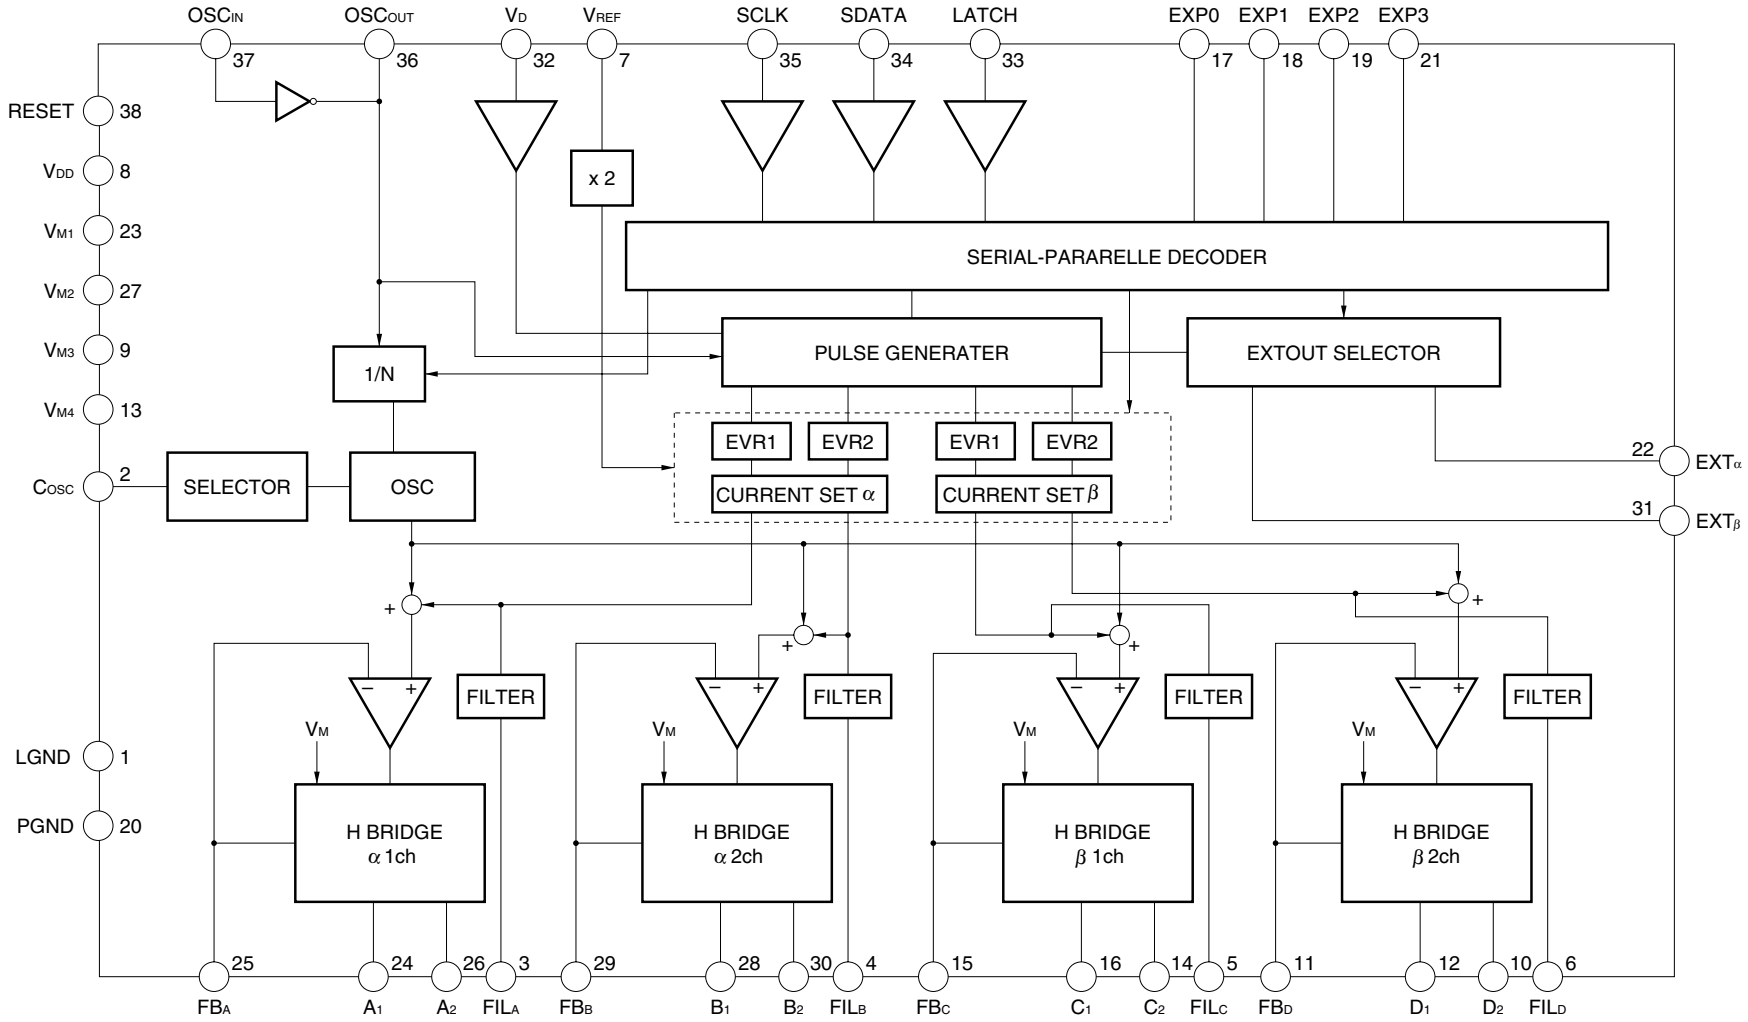 OSCIN OSCOUT VD VREF SCLK SDATA LATCH EXP0 EXP1 EXP2 EXP3
37 36 32 7 35 34 33 17 18 19 21
RESET 38
VDD 8
x 2
VM1 23
SERIAL-PARARELLE DECODER
VM2 27
VM3 9
PULSE GENERATER
EXTOUT SELECTOR
1/N
VM4 13
EVR1 EVR2 EVR1 EVR2
22 EXTα
COSC 2
SELECTOR
OSC
CURRENT SET α
CURRENT SET β
31 EXTβ
+ + + +
− + − + − + − +
FILTER FILTER FILTER FILTER
VM VM VM VM
LGND 1
PGND 20
H BRIDGE
α 1ch
H BRIDGE
α 2ch
H BRIDGE
β 1ch
H BRIDGE
β 2ch
25 24 26 3 29 28 30 4 15 16 14 5 11 12 10 6
FBA A1 A2 FILA FBB B1 B2 FILB FBC C1 C2 FILC FBD D1 D2 FILD